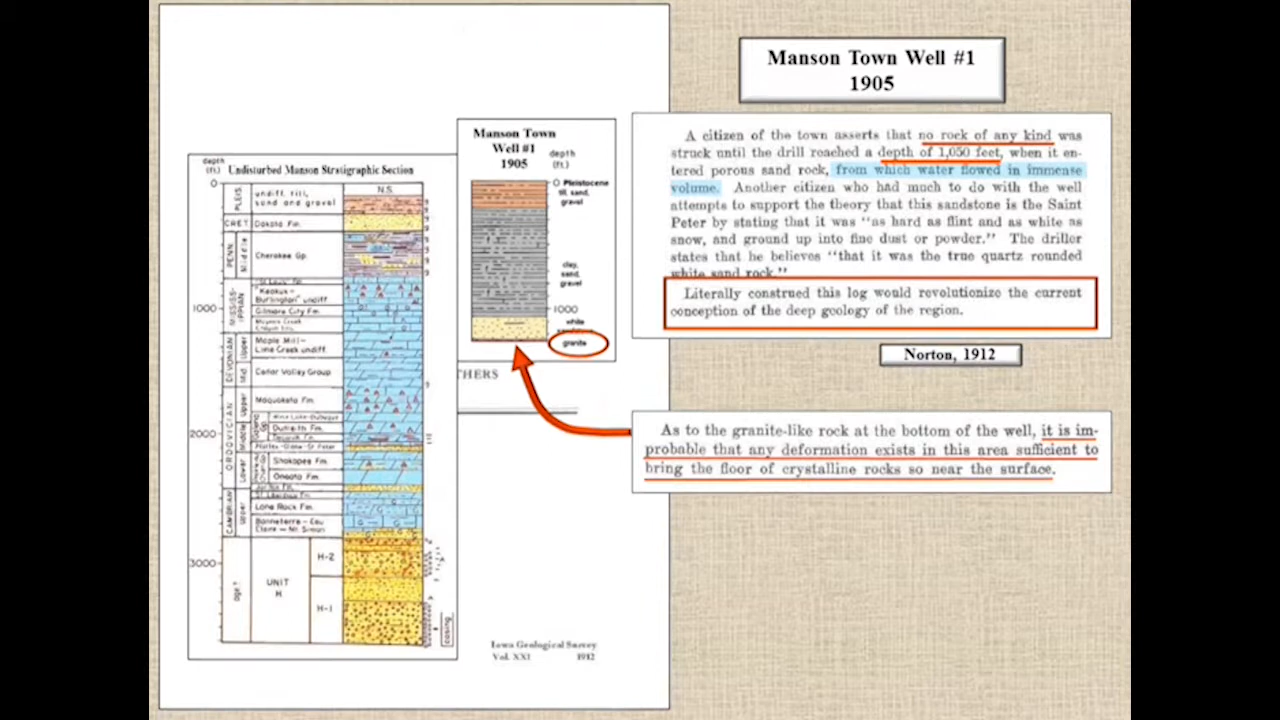 Manson Town Well #1
1905
A citizen of the town asserts that no rock of any kind was
struck until the drill reached a depth of 1,050 feet, when it en-
tered porous sand rock, from which water flowed in immense
volume. Another citizen who had much to do with the well
attempts to support the theory that this sandstone is the Saint
Peter by stating that it was "as hard as flint and as white as
snow, and ground up into fine dust or powder." The driller
states that he believes "that it was the true quartz rounded
white sand rock."
Literally construed this log would revolutionize the current
conception of the deep geology of the region.
Norton, 1912
As to the granite-like rock at the bottom of the well, it is im-
probable that any deformation exists in this area sufficient to
bring the floor of crystalline rocks so near the surface.
Manson Town
Well #1
1905
depth
(ft.)
0
Pleistocene
till, sand,
gravel
clay,
sand,
gravel
1000
white
granite
THERS
depth
(ft.)
Undisturbed Manson Stratigraphic Section
0
1000
2000
3000
PLEIS.
undiff. till,
sand and gravel
N.S.
CRET.
Dakota Fm.
PENN.
Middle
Cherokee Gp.
MISSISS-
IPPIAN
Keokuk-
Burlington undiff
Gilmore City Fm.
DEVONIAN
Upper
Maple Mill-
Lime Creek undiff.
Mid.
Cedar Valley Group
ORDOVICIAN
Upper
Maquoketa Fm.
Middle
Lower
Shakopee Fm.
Oneota Fm.
CAMBRIAN
Upper
St. Lawrence Fm.
Lone Rock Fm.
Bonneterre-Eau
Claire-Mt. Simon
age?
UNIT
H
H-2
H-1
casing
Iowa Geological Survey
Vol. XXI 1912